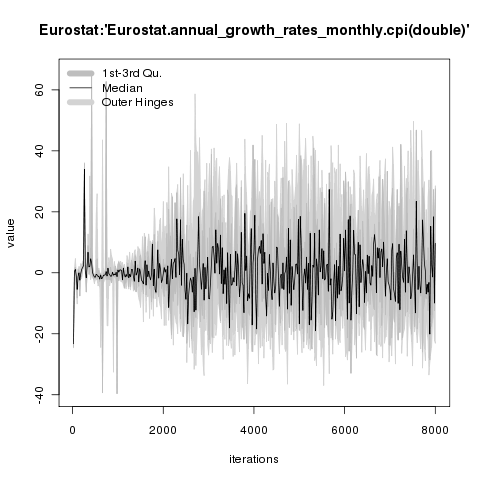 Eurostat:'Eurostat.annual_growth_rates_monthly.cpi(double)'
1st-3rd Qu.
Median
Outer Hinges
60
40
20
0
-20
-40
value
0 2000 4000 6000 8000
iterations